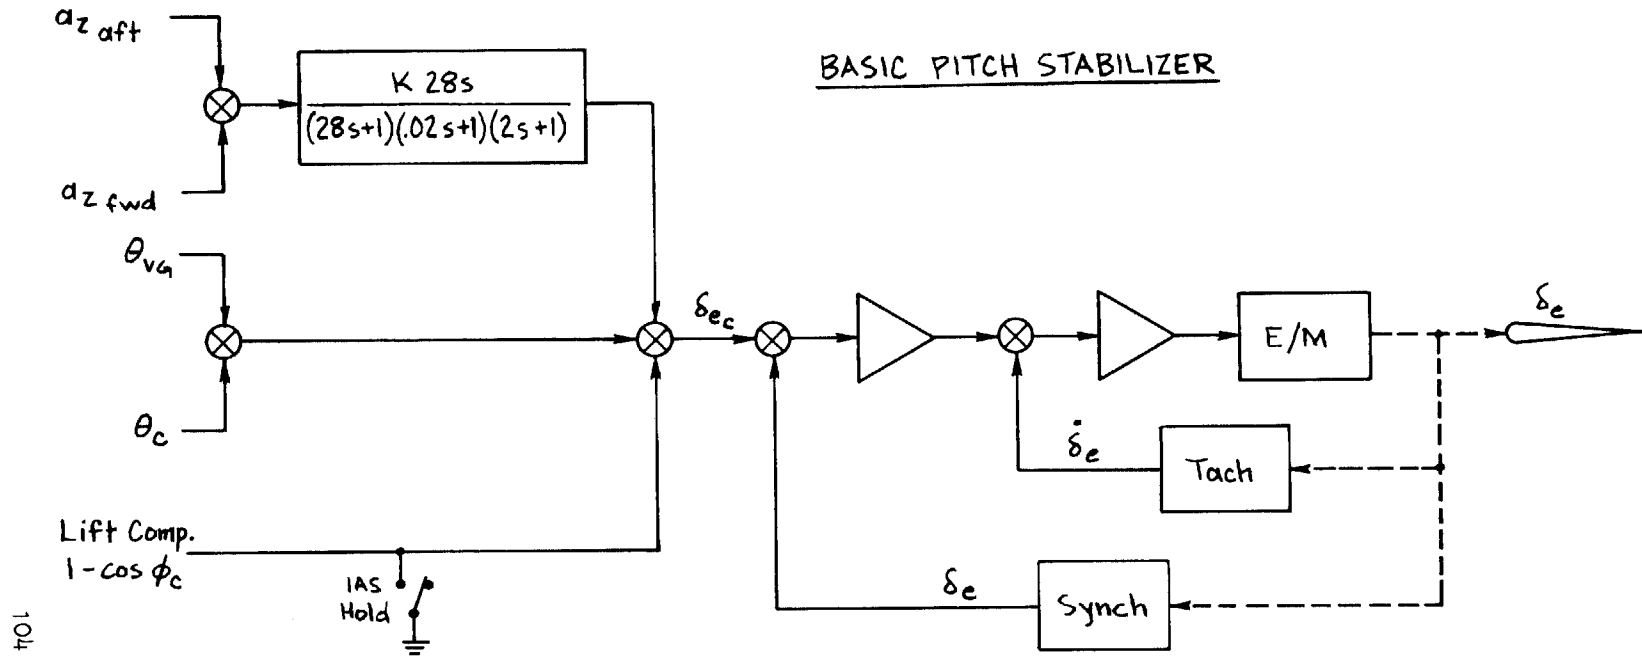 a_z aft
BASIC PITCH STABILIZER
K 28s
(28s+1)(.02s+1)(2s+1)
a_z fwd
θ_VG
δ_ec
δ_e
E/M
θ_c
δ̇_e
Tach
Lift Comp.
1-cos ϕ_c
IAS
Hold
δ_e
Synch
104